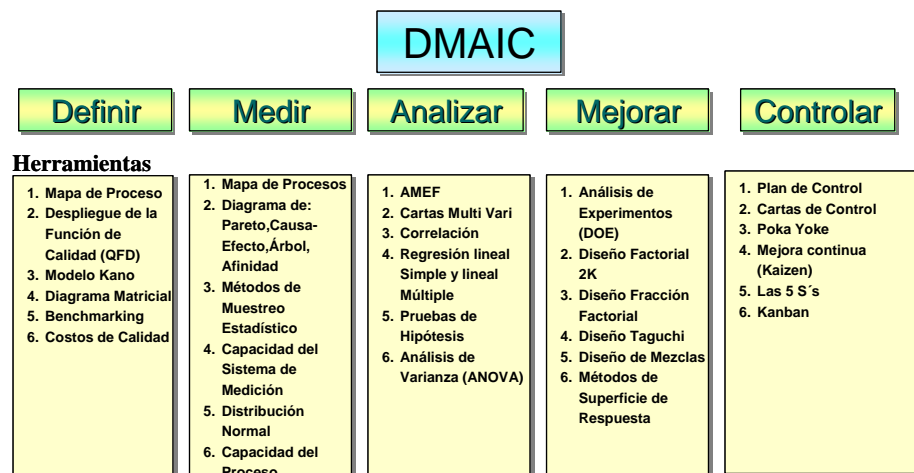 DMAIC
Definir
Medir
Analizar
Mejorar
Controlar
Herramientas
1. Mapa de Proceso
2. Despliegue de la
Función de
Calidad (QFD)
3. Modelo Kano
4. Diagrama Matricial
5. Benchmarking
6. Costos de Calidad
1. Mapa de Procesos
2. Diagrama de:
Pareto,Causa-
Efecto,Árbol,
Afinidad
3. Métodos de
Muestreo
Estadístico
4. Capacidad del
Sistema de
Medición
5. Distribución
Normal
6. Capacidad del
Proceso
1. AMEF
2. Cartas Multi Vari
3. Correlación
4. Regresión lineal
Simple y lineal
Múltiple
5. Pruebas de
Hipótesis
6. Análisis de
Varianza (ANOVA)
1. Análisis de
Experimentos
(DOE)
2. Diseño Factorial
2K
3. Diseño Fracción
Factorial
4. Diseño Taguchi
5. Diseño de Mezclas
6. Métodos de
Superficie de
Respuesta
1. Plan de Control
2. Cartas de Control
3. Poka Yoke
4. Mejora continua
(Kaizen)
5. Las 5 S´s
6. Kanban